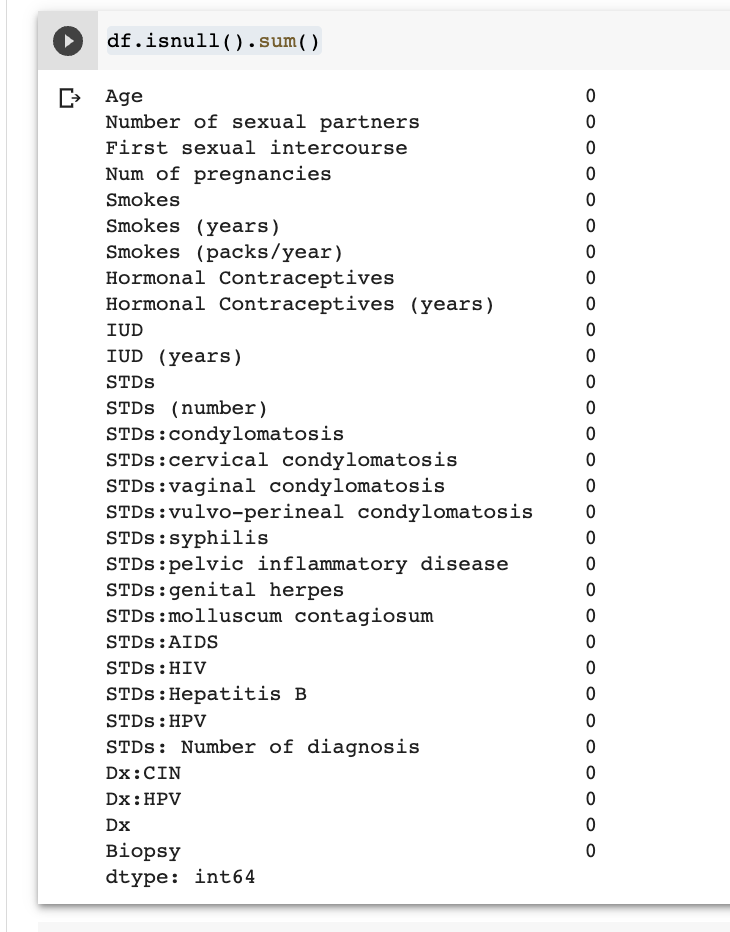 df.isnull().sum()
Age 0
Number of sexual partners 0
First sexual intercourse 0
Num of pregnancies 0
Smokes 0
Smokes (years) 0
Smokes (packs/year) 0
Hormonal Contraceptives 0
Hormonal Contraceptives (years) 0
IUD 0
IUD (years) 0
STDs 0
STDs (number) 0
STDs:condylomatosis 0
STDs:cervical condylomatosis 0
STDs:vaginal condylomatosis 0
STDs:vulvo-perineal condylomatosis 0
STDs:syphilis 0
STDs:pelvic inflammatory disease 0
STDs:genital herpes 0
STDs:molluscum contagiosum 0
STDs:AIDS 0
STDs:HIV 0
STDs:Hepatitis B 0
STDs:HPV 0
STDs: Number of diagnosis 0
Dx:CIN 0
Dx:HPV 0
Dx 0
Biopsy 0
dtype: int64